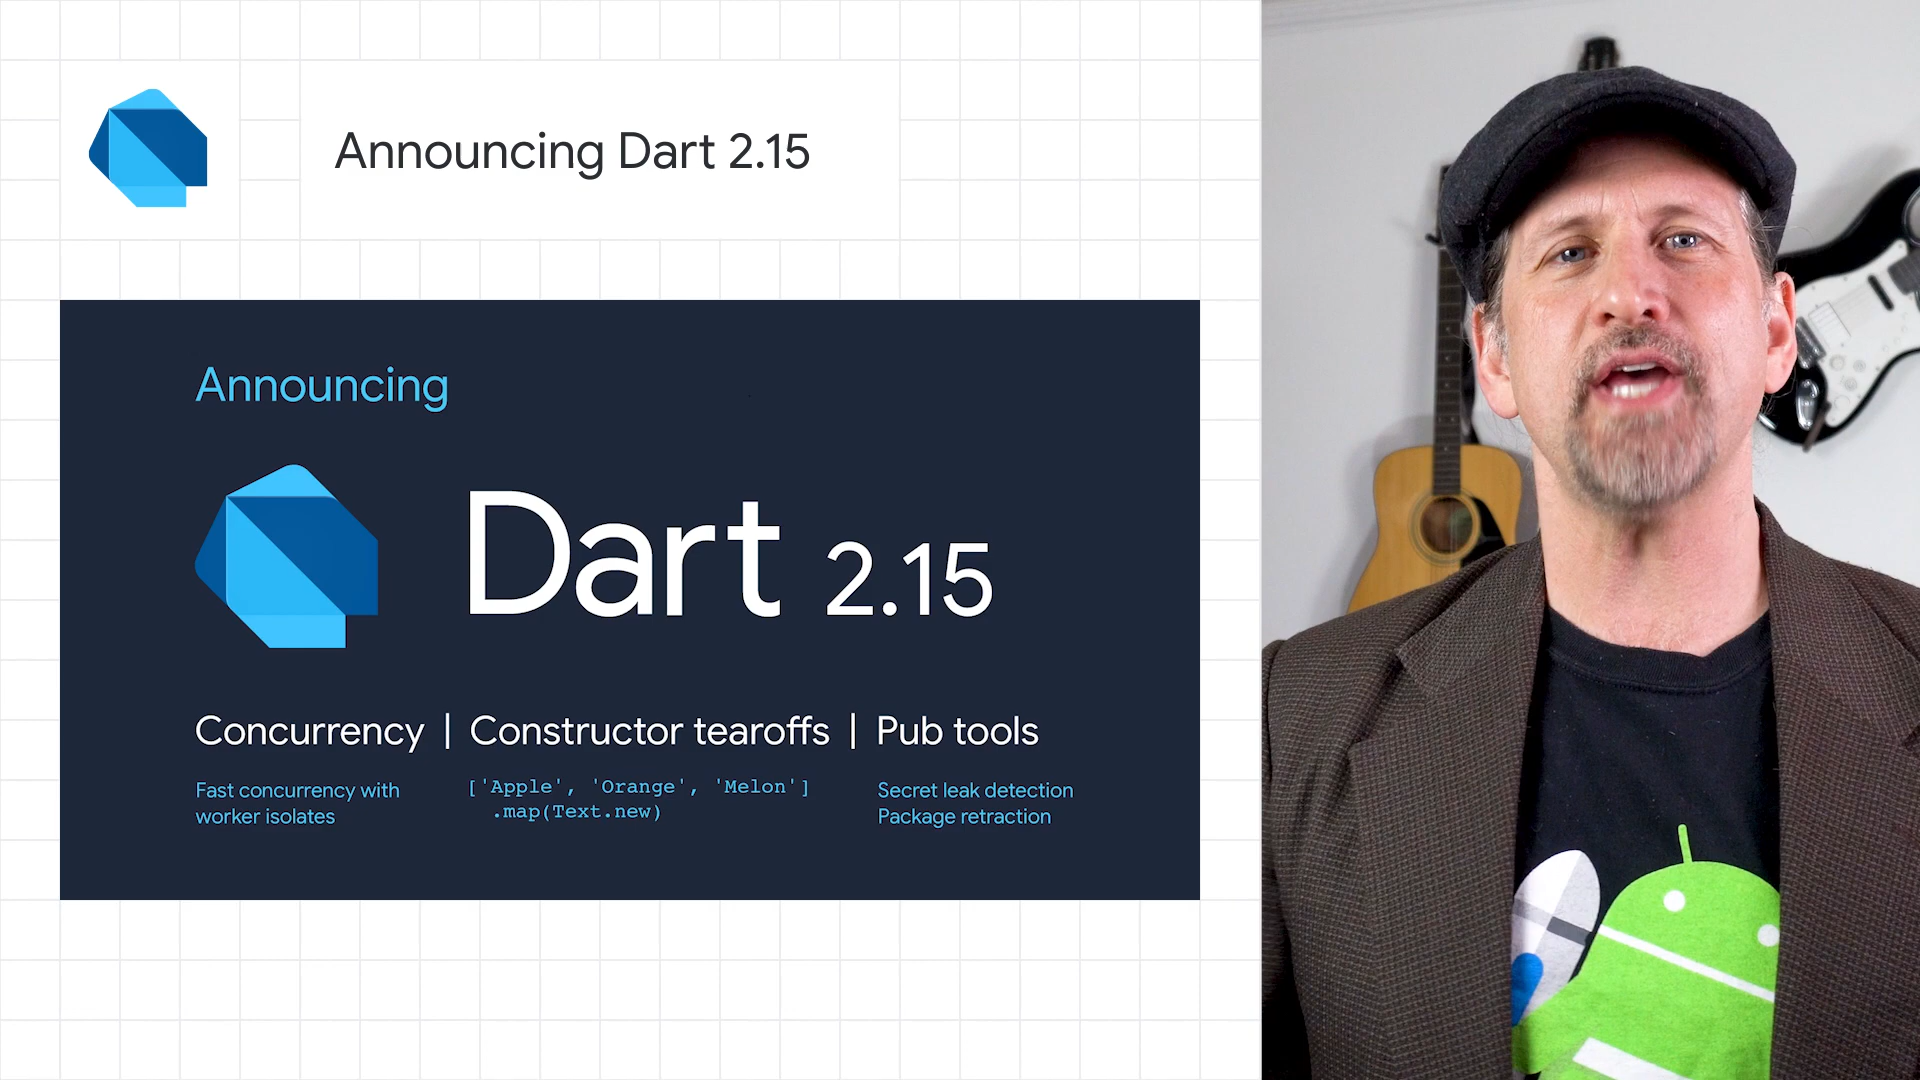 Announcing Dart 2.15
Announcing
Dart 2.15
Concurrency | Constructor tearoffs | Pub tools
Fast concurrency with
worker isolates
['Apple', 'Orange', 'Melon']
.map(Text.new)
Secret leak detection
Package retraction